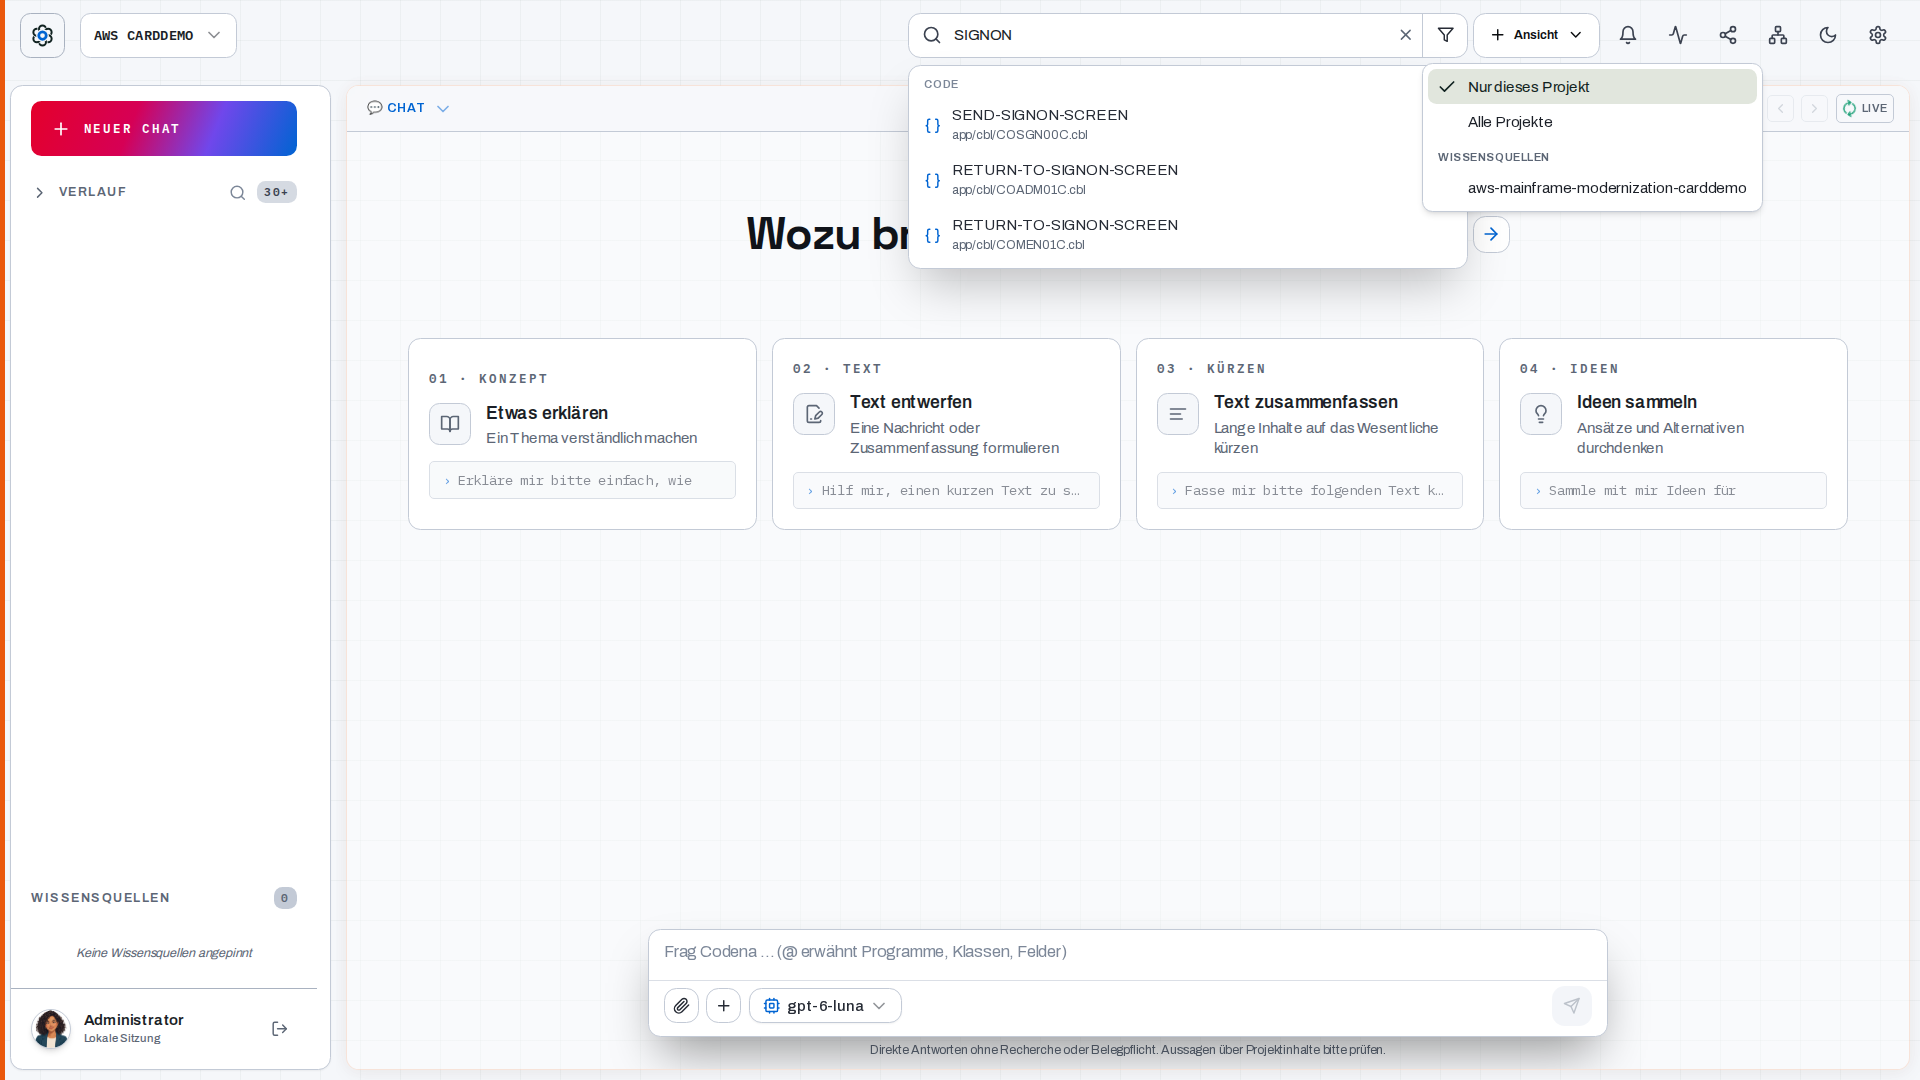 AWS CARDDEMO
SIGNON
Ansicht
NEUER CHAT
VERLAUF
30+
WISSENSQUELLEN
0
Keine Wissensquellen angepinnt
Administrator
Lokale Sitzung
CHAT
CODE
SEND-SIGNON-SCREEN
app/cbl/COSGN00C.cbl
RETURN-TO-SIGNON-SCREEN
app/cbl/COADM01C.cbl
RETURN-TO-SIGNON-SCREEN
app/cbl/COMEN01C.cbl
Nur dieses Projekt
Alle Projekte
WISSENSQUELLEN
aws-mainframe-modernization-carddemo
LIVE
Wozu br
01 · KONZEPT
Etwas erklären
Ein Thema verständlich machen
› Erkläre mir bitte einfach, wie
02 · TEXT
Text entwerfen
Eine Nachricht oder
Zusammenfassung formulieren
› Hilf mir, einen kurzen Text zu s…
03 · KÜRZEN
Text zusammenfassen
Lange Inhalte auf das Wesentliche
kürzen
› Fasse mir bitte folgenden Text k…
04 · IDEEN
Ideen sammeln
Ansätze und Alternativen
durchdenken
› Sammle mit mir Ideen für
Frag Codena … (@ erwähnt Programme, Klassen, Felder)
gpt-6-luna
Direkte Antworten ohne Recherche oder Belegpflicht. Aussagen über Projektinhalte bitte prüfen.